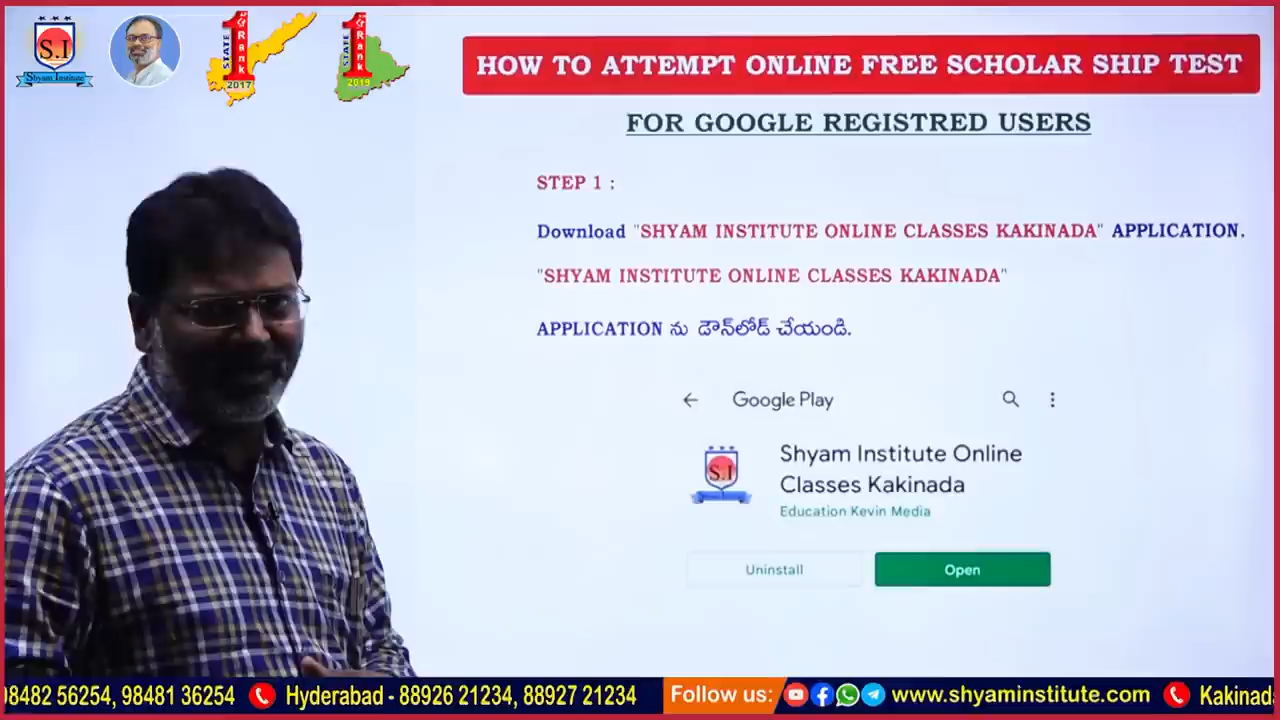 S.I
Shyam Institute
STATE
1
st
Rank
2017
STATE
1
st
Rank
2019
HOW TO ATTEMPT ONLINE FREE SCHOLAR SHIP TEST
FOR GOOGLE REGISTRED USERS
STEP 1 :
Download "SHYAM INSTITUTE ONLINE CLASSES KAKINADA" APPLICATION.
"SHYAM INSTITUTE ONLINE CLASSES KAKINADA"
APPLICATION ను డౌన్‌లోడ్ చేయండి.
Google Play
S.I
Shyam Institute Online
Classes Kakinada
Education Kevin Media
Uninstall
Open
98482 56254, 98481 36254 Hyderabad - 88926 21234, 88927 21234 Follow us: www.shyaminstitute.com Kakinada